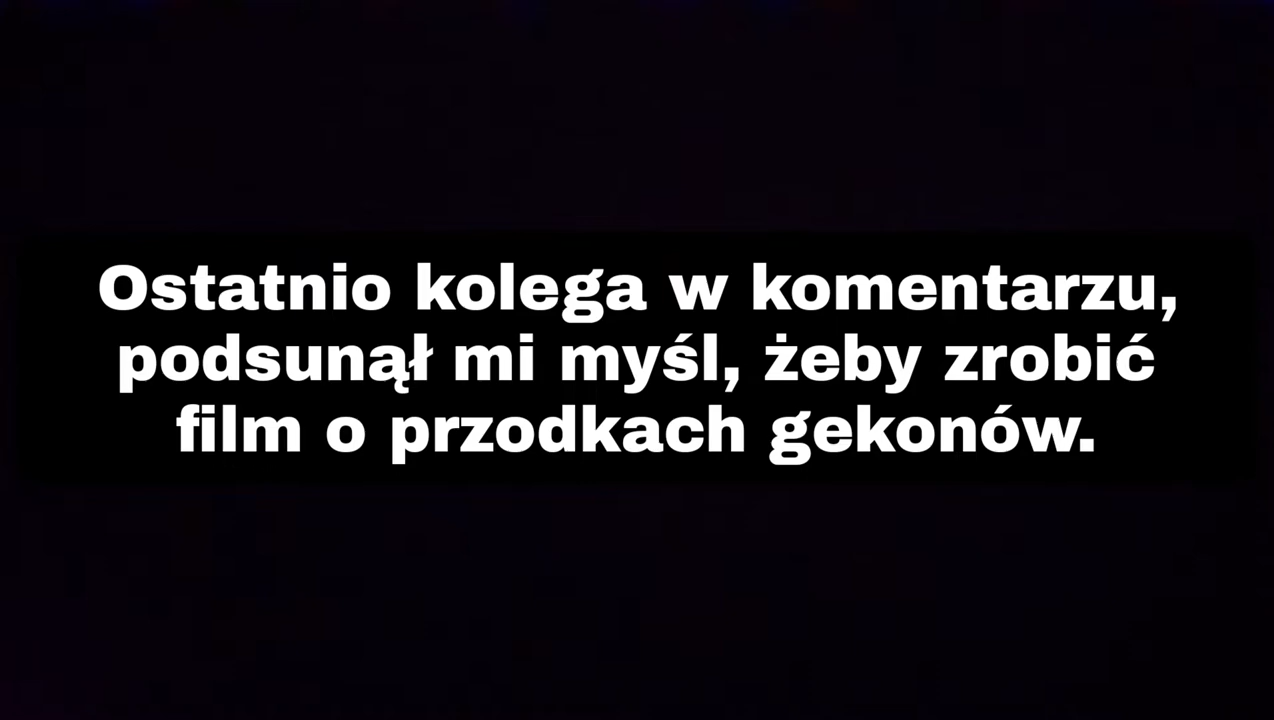 Ostatnio kolega w komentarzu,
podsunął mi myśl, żeby zrobić
film o przodkach gekonów.